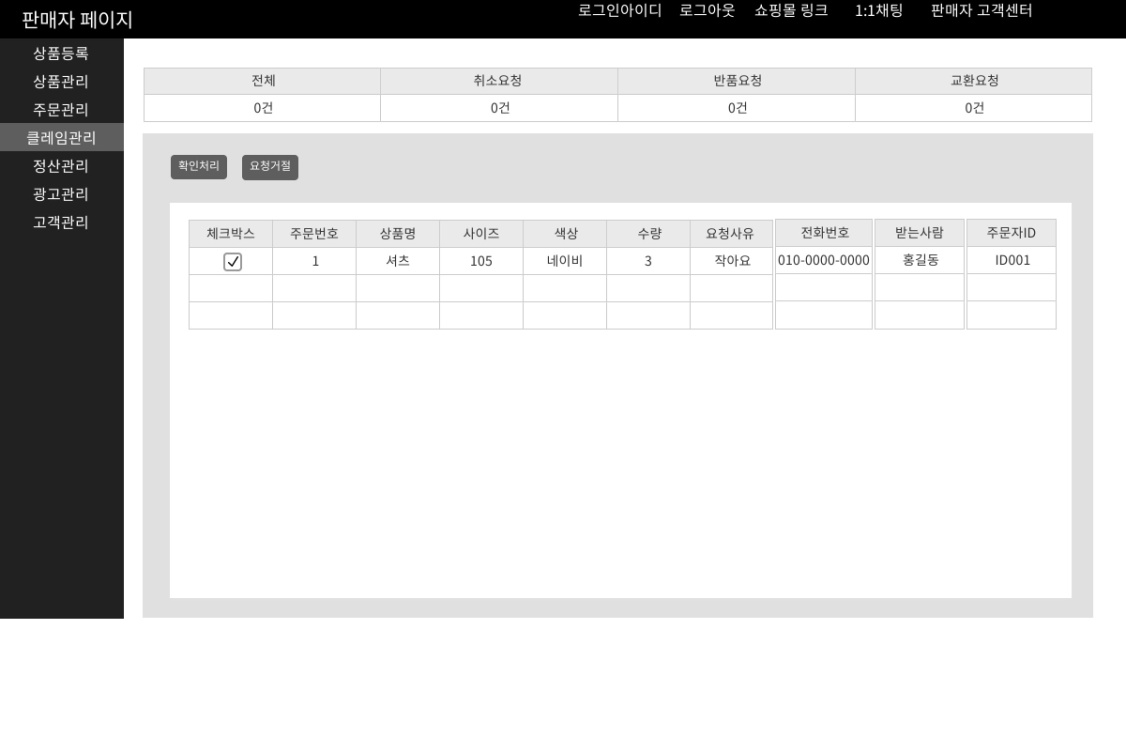 판매자 페이지 로그인아이디 로그아웃 쇼핑몰 링크 1:1채팅 판매자 고객센터
상품등록
상품관리
주문관리
클레임관리
정산관리
광고관리
고객관리
전체 취소요청 반품요청 교환요청
0건 0건 0건 0건
확인처리 요청거절
체크박스 주문번호 상품명 사이즈 색상 수량 요청사유 전화번호 받는사람 주문자ID
1 셔츠 105 네이비 3 작아요 010-0000-0000 홍길동 ID001